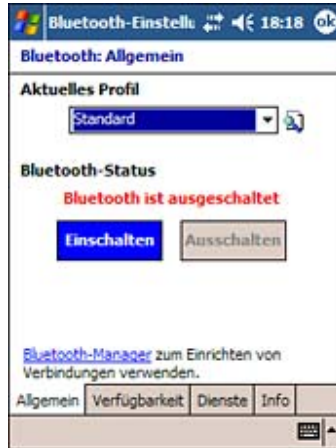 Bluetooth-Einstellu 18:18 ok
Bluetooth: Allgemein
Aktuelles Profil
Standard
Bluetooth-Status
Bluetooth ist ausgeschaltet
Einschalten Ausschalten
Bluetooth-Manager zum Einrichten von
Verbindungen verwenden.
Allgemein Verfügbarkeit Dienste Info